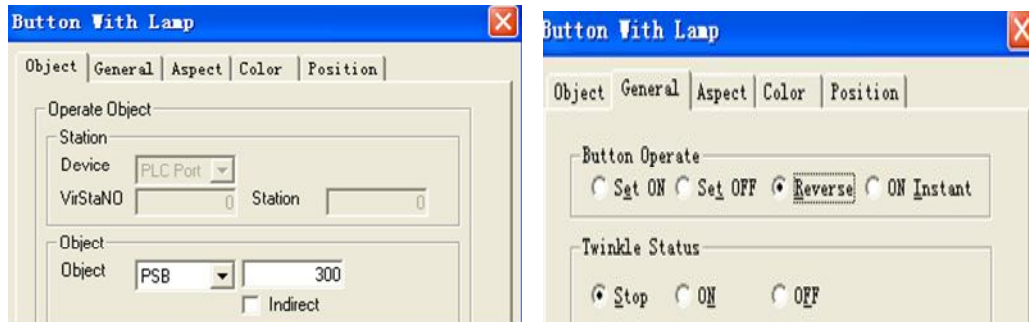 Button With Lamp
Object General Aspect Color Position
Operate Object
Station
Device PLC Port
VirStaNO 0 Station 0
Object
Object PSB 300
Indirect
Button With Lamp
Object General Aspect Color Position
Button Operate
Set ON Set OFF Reverse ON Instant
Twinkle Status
Stop ON OFF